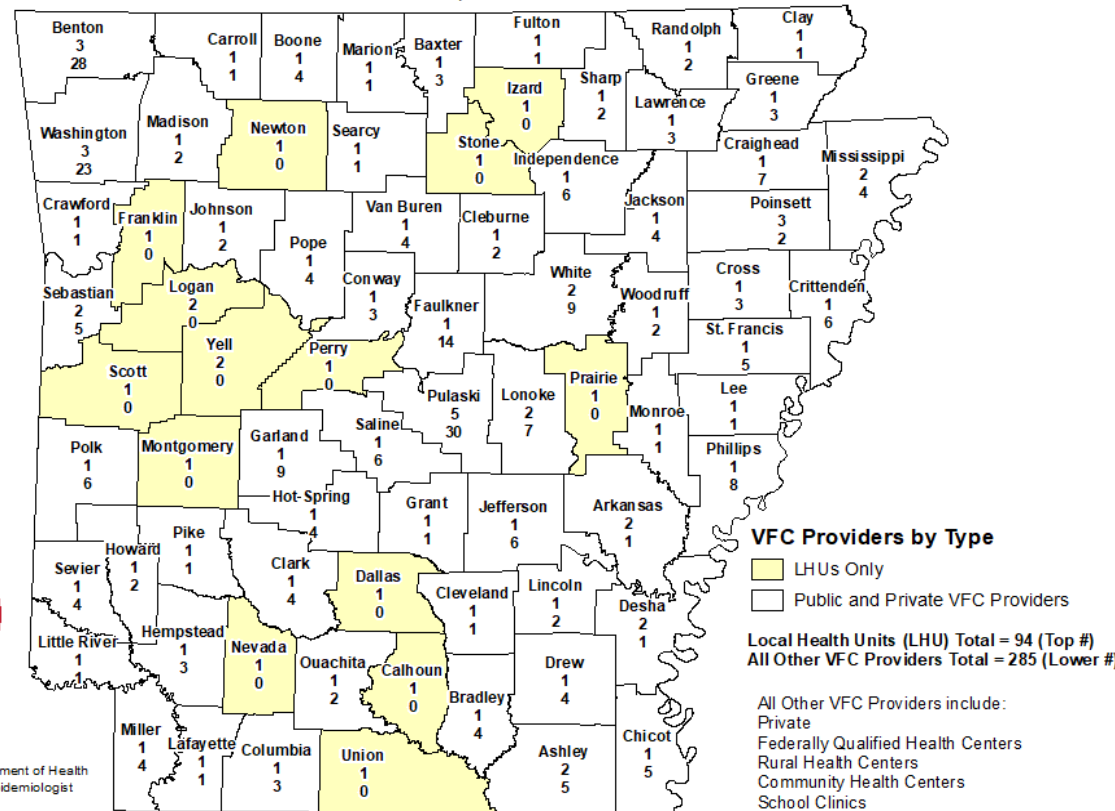 Benton
3
28
Carroll
1
1
Boone
1
4
Marion
1
1
Baxter
1
3
Fulton
1
1
Randolph
1
2
Clay
1
1
Izard
1
0
Sharp
1
2
Lawrence
1
3
Greene
1
3
Washington
3
23
Madison
1
2
Newton
1
0
Searcy
1
1
Stone
1
0
Independence
1
6
Craighead
1
7
Mississippi
2
4
Crawford
1
1
Franklin
1
0
Johnson
1
2
Pope
1
4
Van Buren
1
4
Cleburne
1
2
Jackson
1
4
Poinsett
3
2
Sebastian
2
5
Logan
2
0
Conway
1
3
Faulkner
1
14
White
2
9
Woodruff
1
2
Cross
1
3
Crittenden
1
6
St. Francis
1
5
Scott
1
0
Yell
2
0
Perry
1
0
Pulaski
5
30
Lonoke
2
7
Prairie
1
0
Monroe
1
1
Lee
1
1
Phillips
1
8
Polk
1
6
Montgomery
1
0
Garland
1
9
Saline
1
6
Hot-Spring
1
4
Grant
1
1
Jefferson
1
6
Arkansas
2
1
Sevier
1
4
Howard
1
2
Pike
1
1
Clark
1
4
Dallas
1
0
Cleveland
1
1
Lincoln
1
2
Desha
2
1
Little River
1
1
Hempstead
1
3
Nevada
1
0
Ouachita
1
2
Calhoun
1
0
Bradley
1
4
Drew
1
4
Miller
1
4
Lafayette
1
1
Columbia
1
3
Union
1
0
Ashley
2
5
Chicot
1
5
VFC Providers by Type
LHUs Only
Public and Private VFC Providers
Local Health Units (LHU) Total = 94 (Top #)
All Other VFC Providers Total = 285 (Lower #)
All Other VFC Providers include:
Private
Federally Qualified Health Centers
Rural Health Centers
Community Health Centers
School Clinics
ment of Health
idemiologist